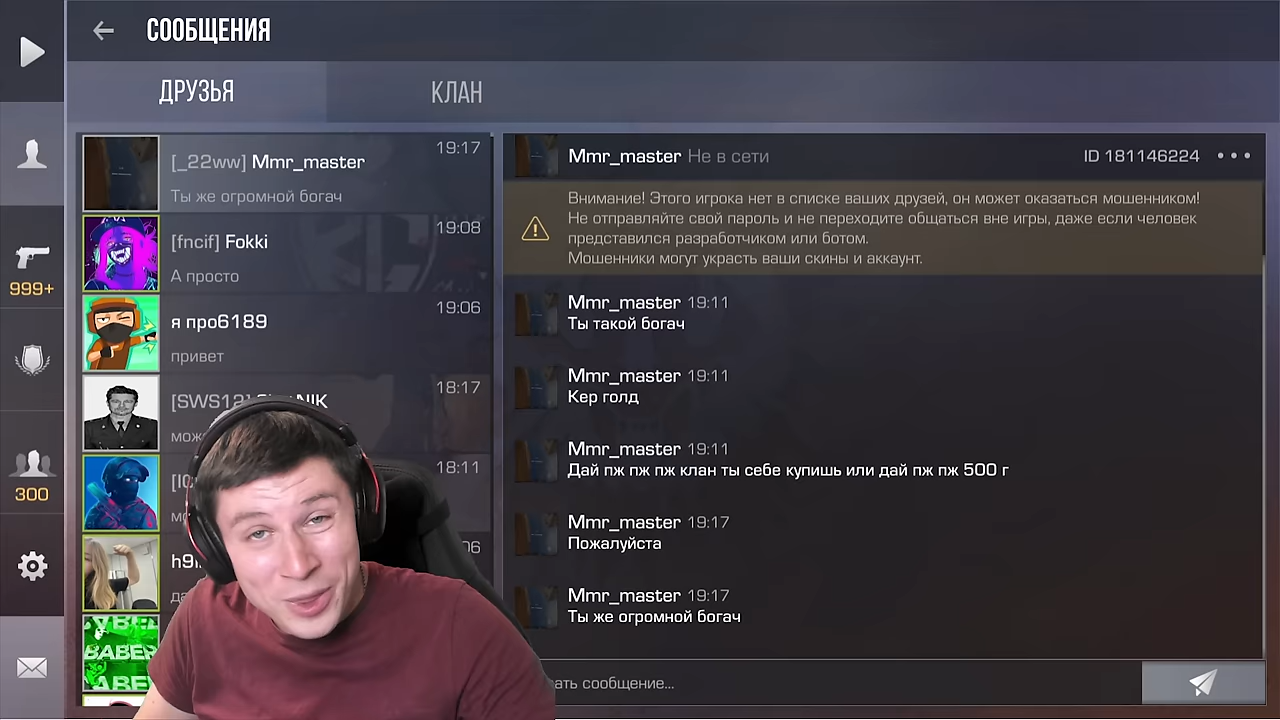 СООБЩЕНИЯ
ДРУЗЬЯ
КЛАН
999+
300
[_22ww] Mmr_master
19:17
Ты же огромной богач
[fncif] Fokki
19:08
А просто
я про6189
19:06
привет
18:17
18:11
BABER
Mmr_master Не в сети
ID 181146224
Внимание! Этого игрока нет в списке ваших друзей, он может оказаться мошенником!
Не отправляйте свой пароль и не переходите общаться вне игры, даже если человек
представился разработчиком или ботом.
Мошенники могут украсть ваши скины и аккаунт.
Mmr_master 19:11
Ты такой богач
Mmr_master 19:11
Кер голд
Mmr_master 19:11
Дай пж пж пж клан ты себе купишь или дай пж пж 500 г
Mmr_master 19:17
Пожалуйста
Mmr_master 19:17
Ты же огромной богач
сообщение...